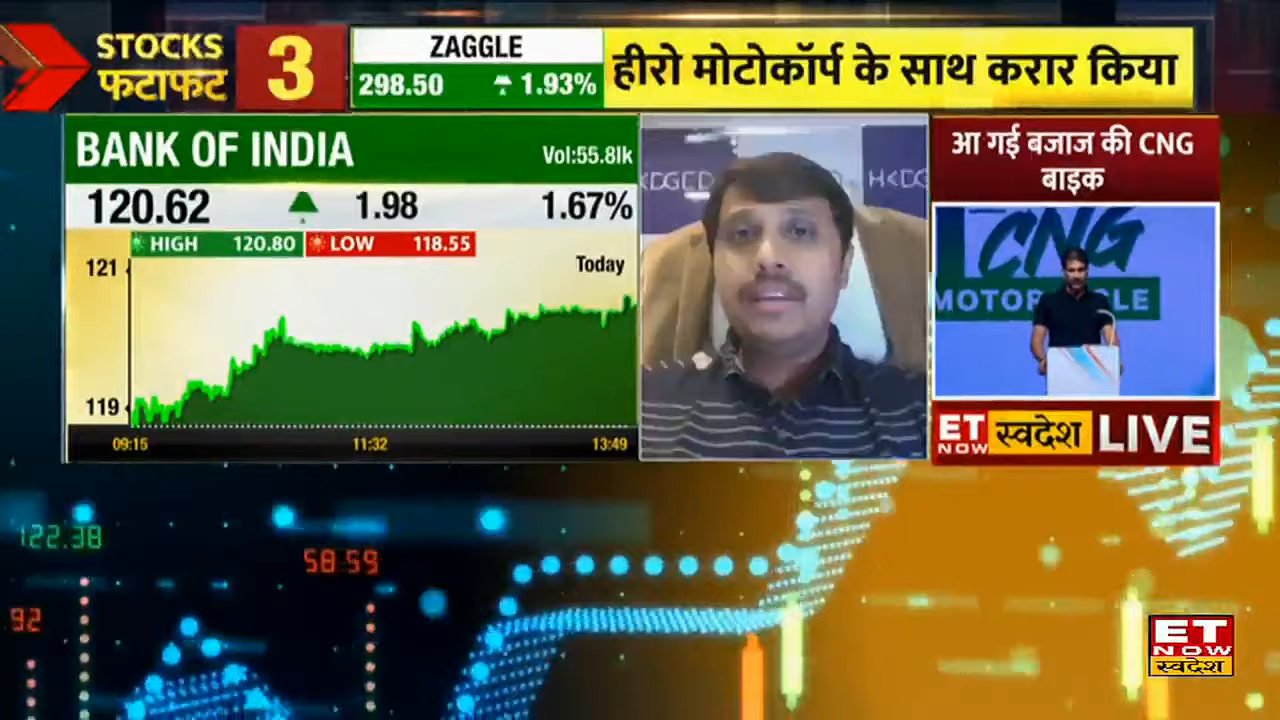 STOCKS
फटाफट
3
ZAGGLE
298.50 1.93%
हीरो मोटोकॉर्प के साथ करार किया
BANK OF INDIA Vol:55.8lk
120.62 1.98 1.67%
HIGH 120.80 LOW 118.55
Today
121
119
09:15 11:32 13:49
आ गई बजाज की CNG
बाइक
CNG
ET NOW स्वदेश LIVE
122.38
58.59
92
ET
NOW
स्वदेश